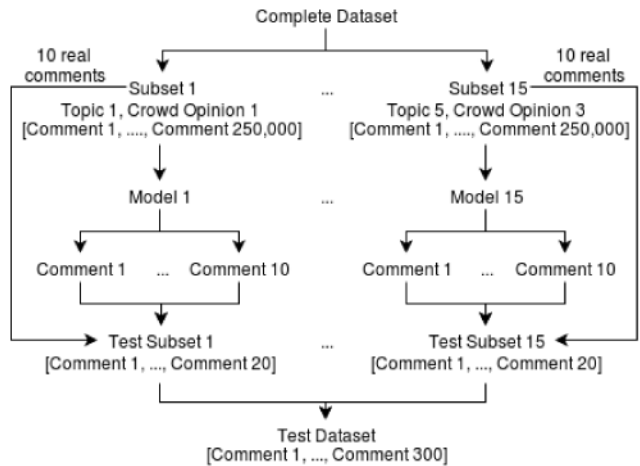 Complete Dataset
10 real
comments
10 real
comments
Subset 1
...
Subset 15
Topic 1, Crowd Opinion 1
Topic 5, Crowd Opinion 3
[Comment 1, ...., Comment 250,000]
[Comment 1, ...., Comment 250,000]
Model 1
...
Model 15
Comment 1
...
Comment 10
Comment 1
...
Comment 10
Test Subset 1
...
Test Subset 15
[Comment 1, ..., Comment 20]
[Comment 1, ..., Comment 20]
Test Dataset
[Comment 1, ..., Comment 300]